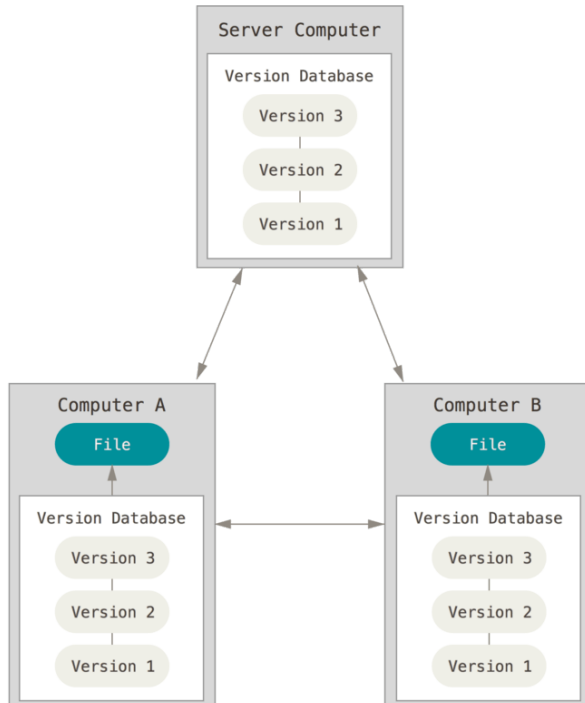 Server Computer
Version Database
Version 3
Version 2
Version 1
Computer A
File
Version Database
Version 3
Version 2
Version 1
Computer B
File
Version Database
Version 3
Version 2
Version 1